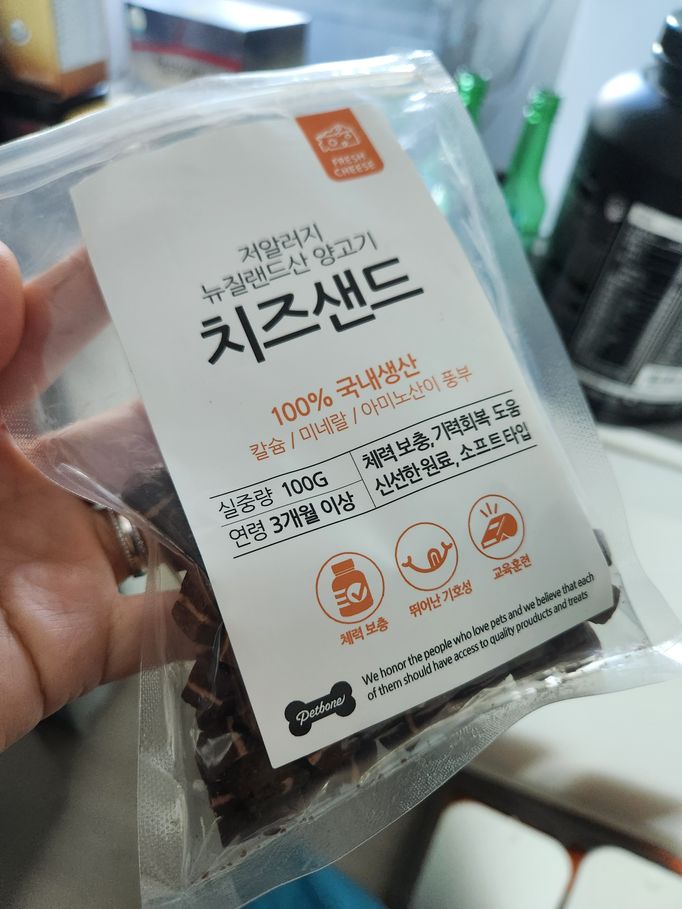 FRESH
CHEESE
저알러지
뉴질랜드산 양고기
치즈샌드
100% 국내생산
칼슘 / 미네랄 / 아미노산이 풍부
실중량 100G
연령 3개월 이상
체력 보충, 기력회복 도움
신선한 원료, 소프트타입
체력 보충
뛰어난 기호성
교육훈련
Petbone
We honor the people who love pets and we believe that each
of them should have access to quality prouducts and treats